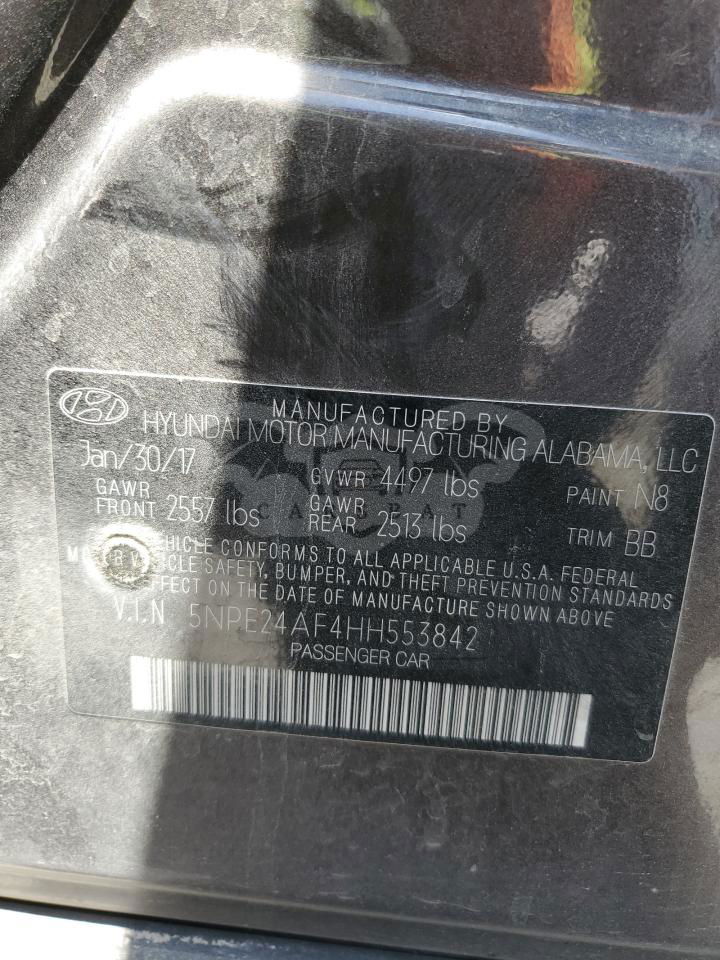 MANUFACTURED BY
HYUNDAI MOTOR MANUFACTURING ALABAMA, LLC
Jan/30/17 GVWR 4497 lbs PAINT N8
GAWR FRONT 2557 lbs GAWR REAR 2513 lbs TRIM BB
VEHICLE CONFORMS TO ALL APPLICABLE U.S.A. FEDERAL
SAFETY, BUMPER, AND THEFT PREVENTION STANDARDS
EFFECT ON THE DATE OF MANUFACTURE SHOWN ABOVE
V.I.N 5NPE24AF4HH553842
PASSENGER CAR